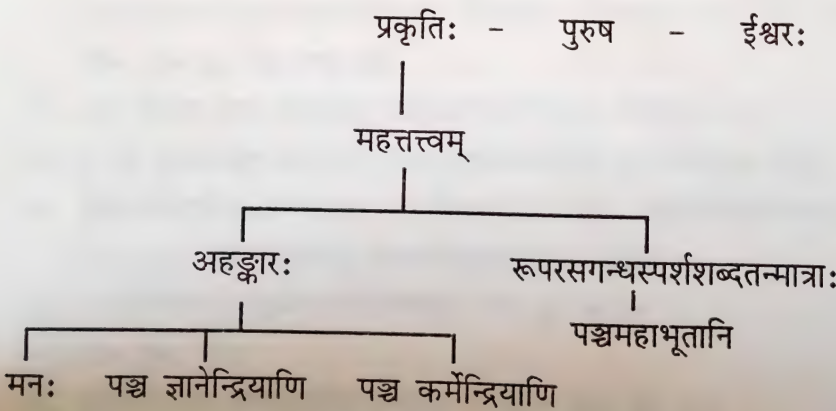 प्रकृतिः - पुरुष - ईश्वरः
महत्तत्त्वम्
अहङ्कारः रूपरसगन्धस्पर्शशब्दतन्मात्राः
पञ्चमहाभूतानि
मनः पञ्च ज्ञानेन्द्रियाणि पञ्च कर्मेन्द्रियाणि